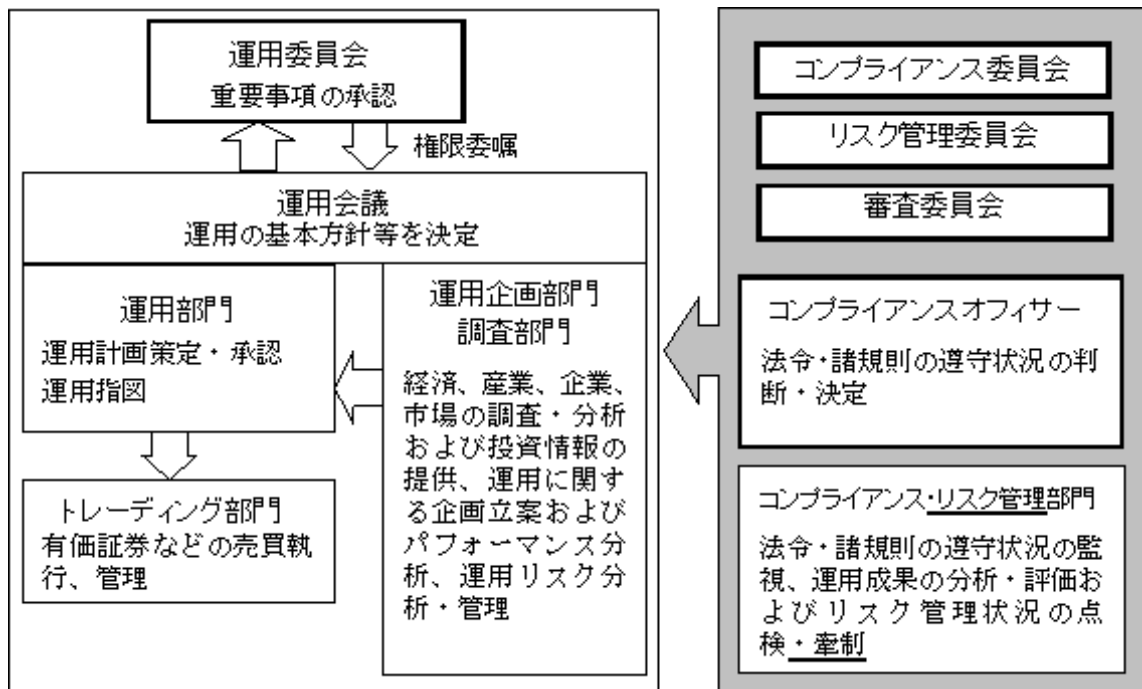 運用委員会
重要事項の承認
権限委嘱
運用会議
運用の基本方針等を決定
運用部門
運用計画策定・承認
運用指図
トレーディング部門
有価証券などの売買執
行、管理
運用企画部門
調査部門
経済、産業、企業、
市場の調査・分析
および投資情報の
提供、運用に関す
る企画立案および
パフォーマンス分
析、運用リスク分
析・管理
コンプライアンス委員会
リスク管理委員会
審査委員会
コンプライアンスオフィサー
法令・諸規則の遵守状況の判
断・決定
コンプライアンス・リスク管理部門
法令・諸規則の遵守状況の監
視、運用成果の分析・評価お
よびリスク管理状況の点
検・牽制